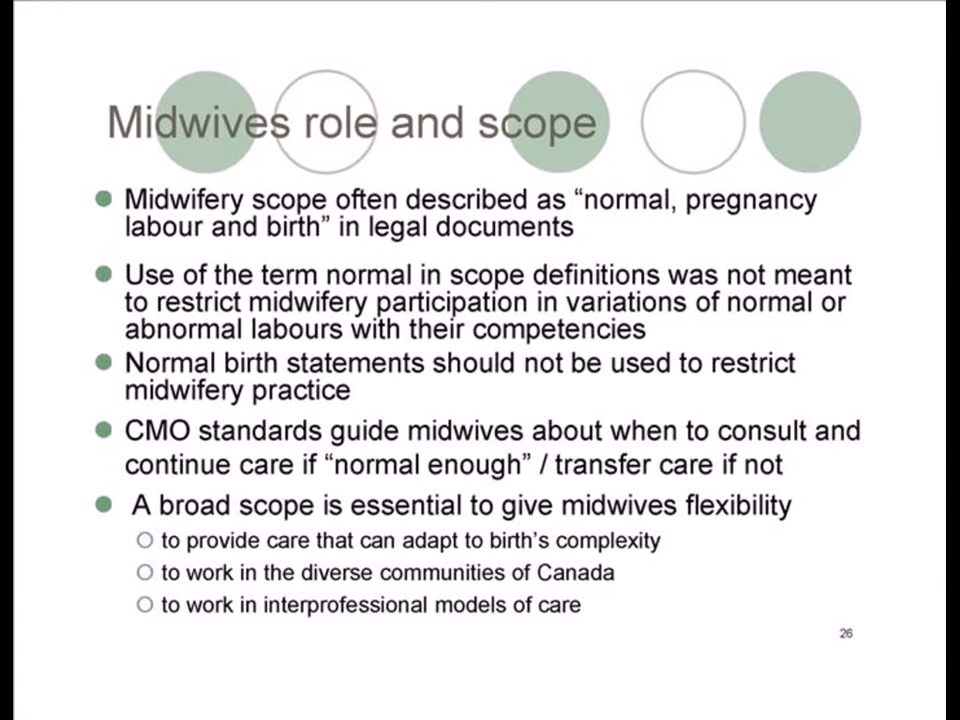 Midwives role and scope
Midwifery scope often described as “normal, pregnancy
labour and birth” in legal documents
Use of the term normal in scope definitions was not meant
to restrict midwifery participation in variations of normal or
abnormal labours with their competencies
Normal birth statements should not be used to restrict
midwifery practice
CMO standards guide midwives about when to consult and
continue care if “normal enough” / transfer care if not
A broad scope is essential to give midwives flexibility
to provide care that can adapt to birth’s complexity
to work in the diverse communities of Canada
to work in interprofessional models of care
26